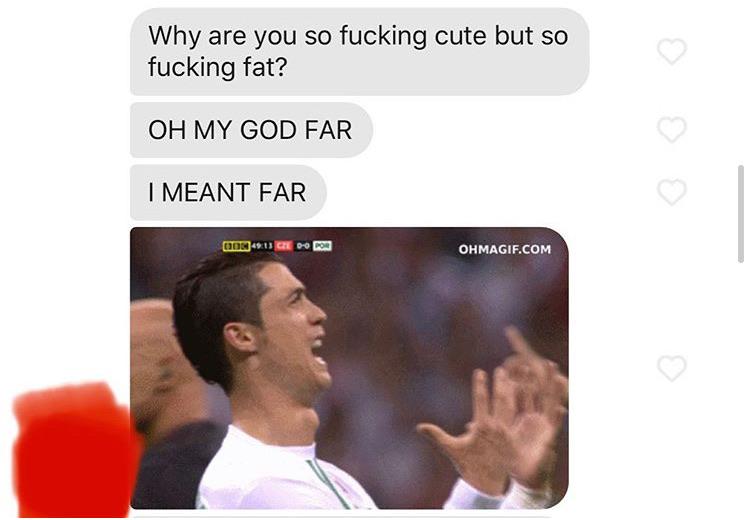 Why are you so fucking cute but so
fucking fat?
OH MY GOD FAR
I MEANT FAR
BBC 49:13 CZE 0-0 POR
OHMAGIF.COM